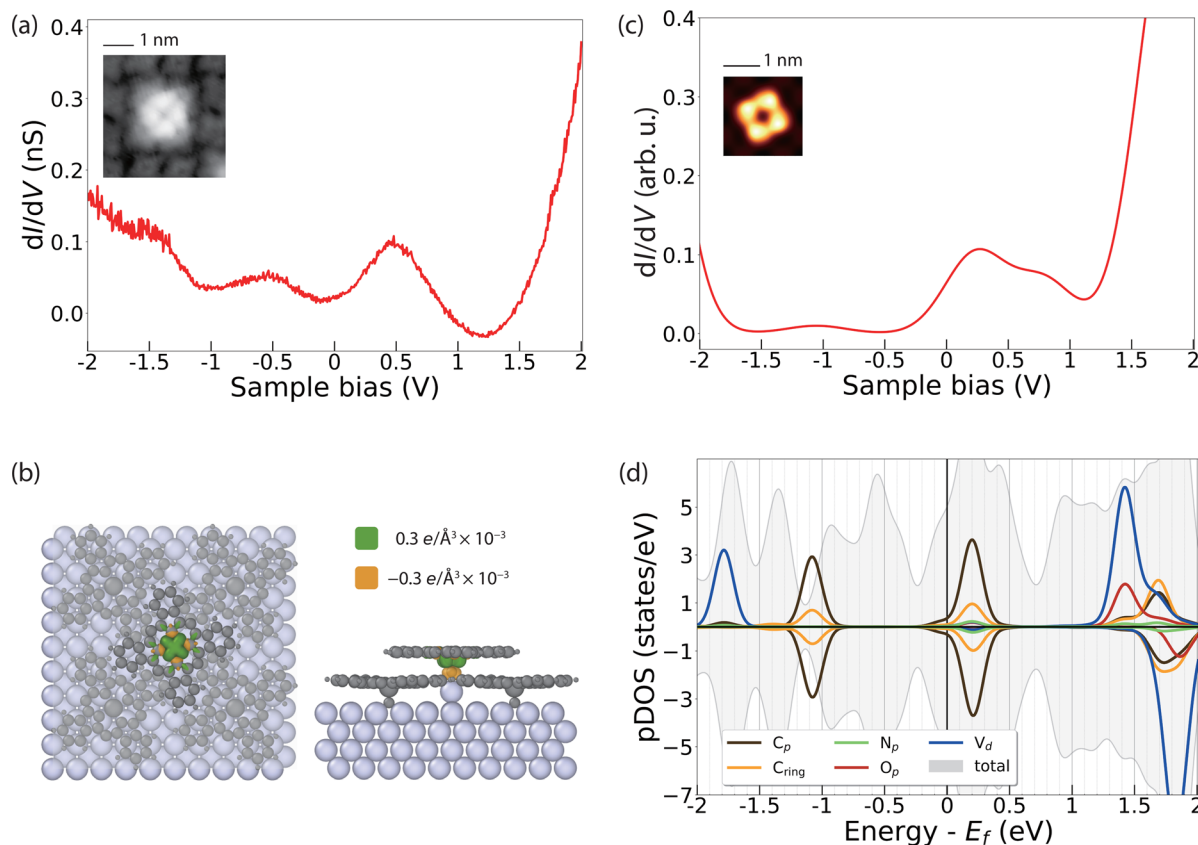 (a)
1 nm
0.4
0.3
0.2
0.1
0.0
dI/dV (nS)
-2 -1.5 -1 -0.5 0 0.5 1 1.5 2
Sample bias (V)
(c)
1 nm
0.4
0.3
0.2
0.1
0.0
dI/dV (arb. u.)
-2 -1.5 -1 -0.5 0 0.5 1 1.5 2
Sample bias (V)
(b)
0.3 e/Å³ × 10⁻³
−0.3 e/Å³ × 10⁻³
(d)
5
3
1
-1
-3
-5
-7
pDOS (states/eV)
Cₚ Nₚ V_d
C_ring Oₚ total
-2 -1.5 -1 -0.5 0 0.5 1 1.5 2
Energy - E_f (eV)